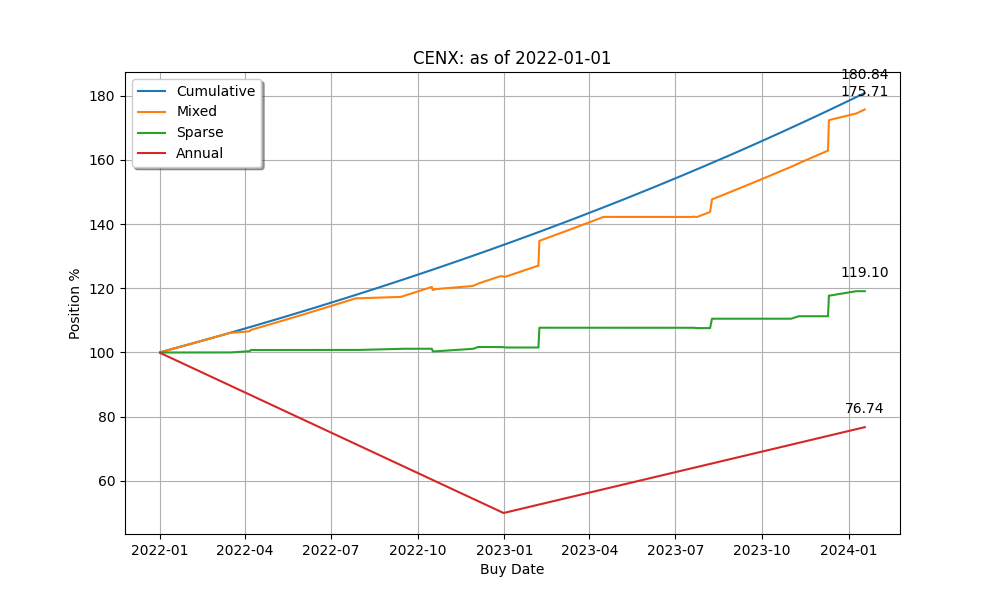 CENX: as of 2022-01-01
Cumulative
Mixed
Sparse
Annual
180.84
175.71
119.10
76.74
Position %
180
160
140
120
100
80
60
2022-01 2022-04 2022-07 2022-10 2023-01 2023-04 2023-07 2023-10 2024-01
Buy Date